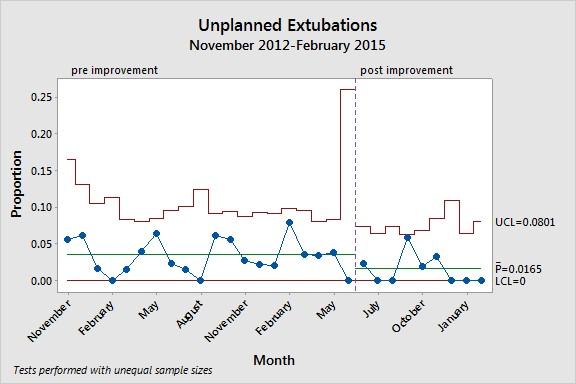 Unplanned Extubations
November 2012-February 2015
pre improvement
post improvement
0.25
0.20
0.15
0.10
0.05
0.00
Proportion
UCL=0.0801
P̅=0.0165
LCL=0
November
February
May
August
November
February
May
July
October
January
Month
Tests performed with unequal sample sizes